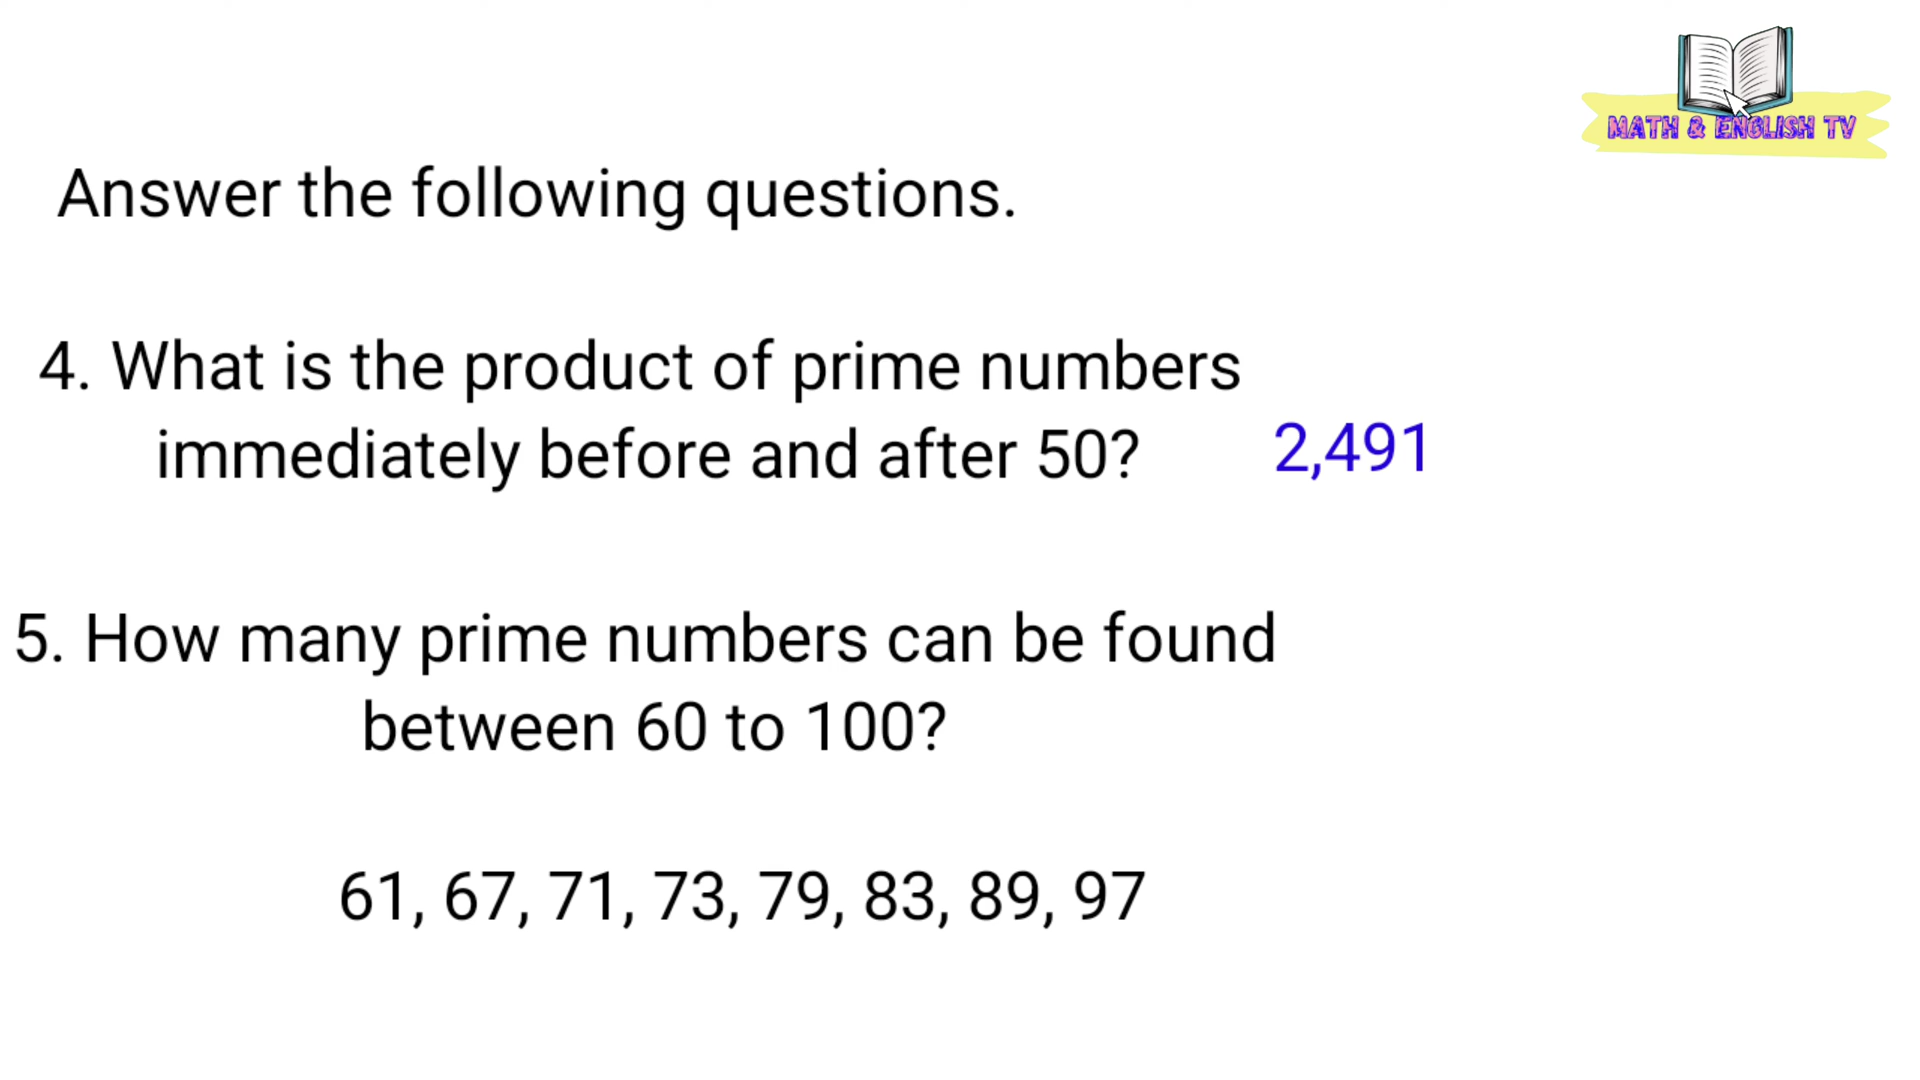 MATH & ENGLISH TV
Answer the following questions.
4. What is the product of prime numbers
immediately before and after 50? 2,491
5. How many prime numbers can be found
between 60 to 100?
61, 67, 71, 73, 79, 83, 89, 97